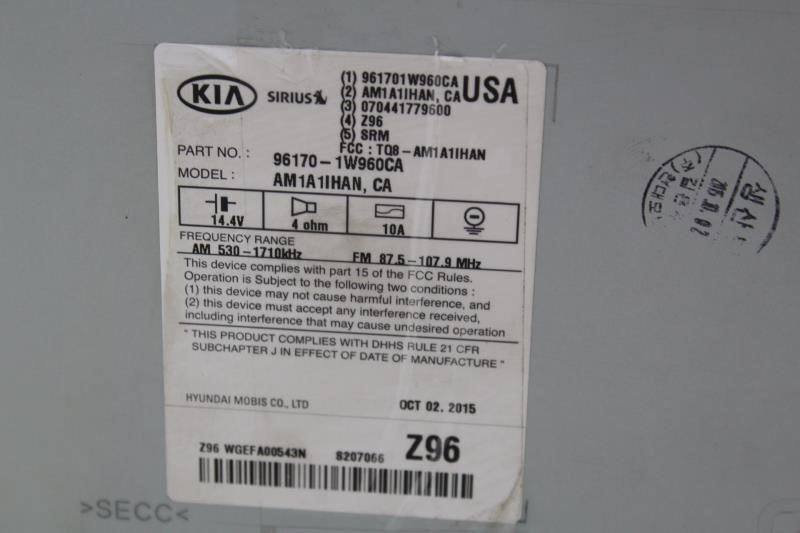 KIA SIRIUS
(1) 961701W960CA USA
(2) AM1A1IHAN, CA
(3) 070441779600
(4) Z96
(5) SRM
FCC : TQ8-AM1A1IHAN
PART NO. : 96170-1W960CA
MODEL : AM1A1IHAN, CA
14.4V 4 ohm 10A
FREQUENCY RANGE
AM 530-1710kHz FM 87.5-107.9 MHz
This device complies with part 15 of the FCC Rules.
Operation is Subject to the following two conditions :
(1) this device may not cause harmful interference, and
(2) this device must accept any interference received,
including interference that may cause undesired operation
" THIS PRODUCT COMPLIES WITH DHHS RULE 21 CFR
SUBCHAPTER J IN EFFECT OF DATE OF MANUFACTURE "
HYUNDAI MOBIS CO., LTD OCT 02. 2015
Z96 WGEFA00543N S207066 Z96
>SECC<